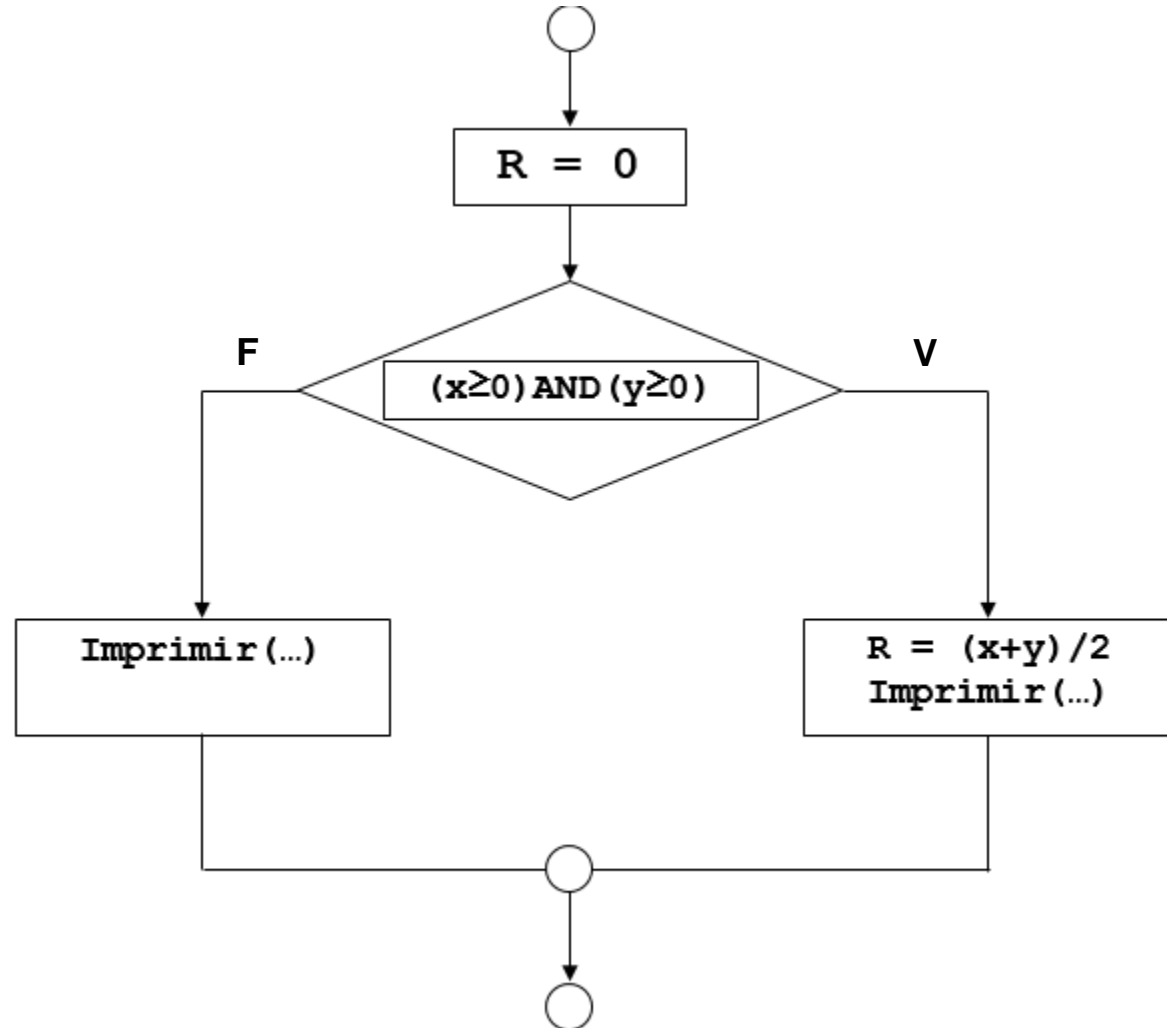 R = 0
F
V
(x≥0)AND(y≥0)
Imprimir(…)
R = (x+y)/2
Imprimir(…)